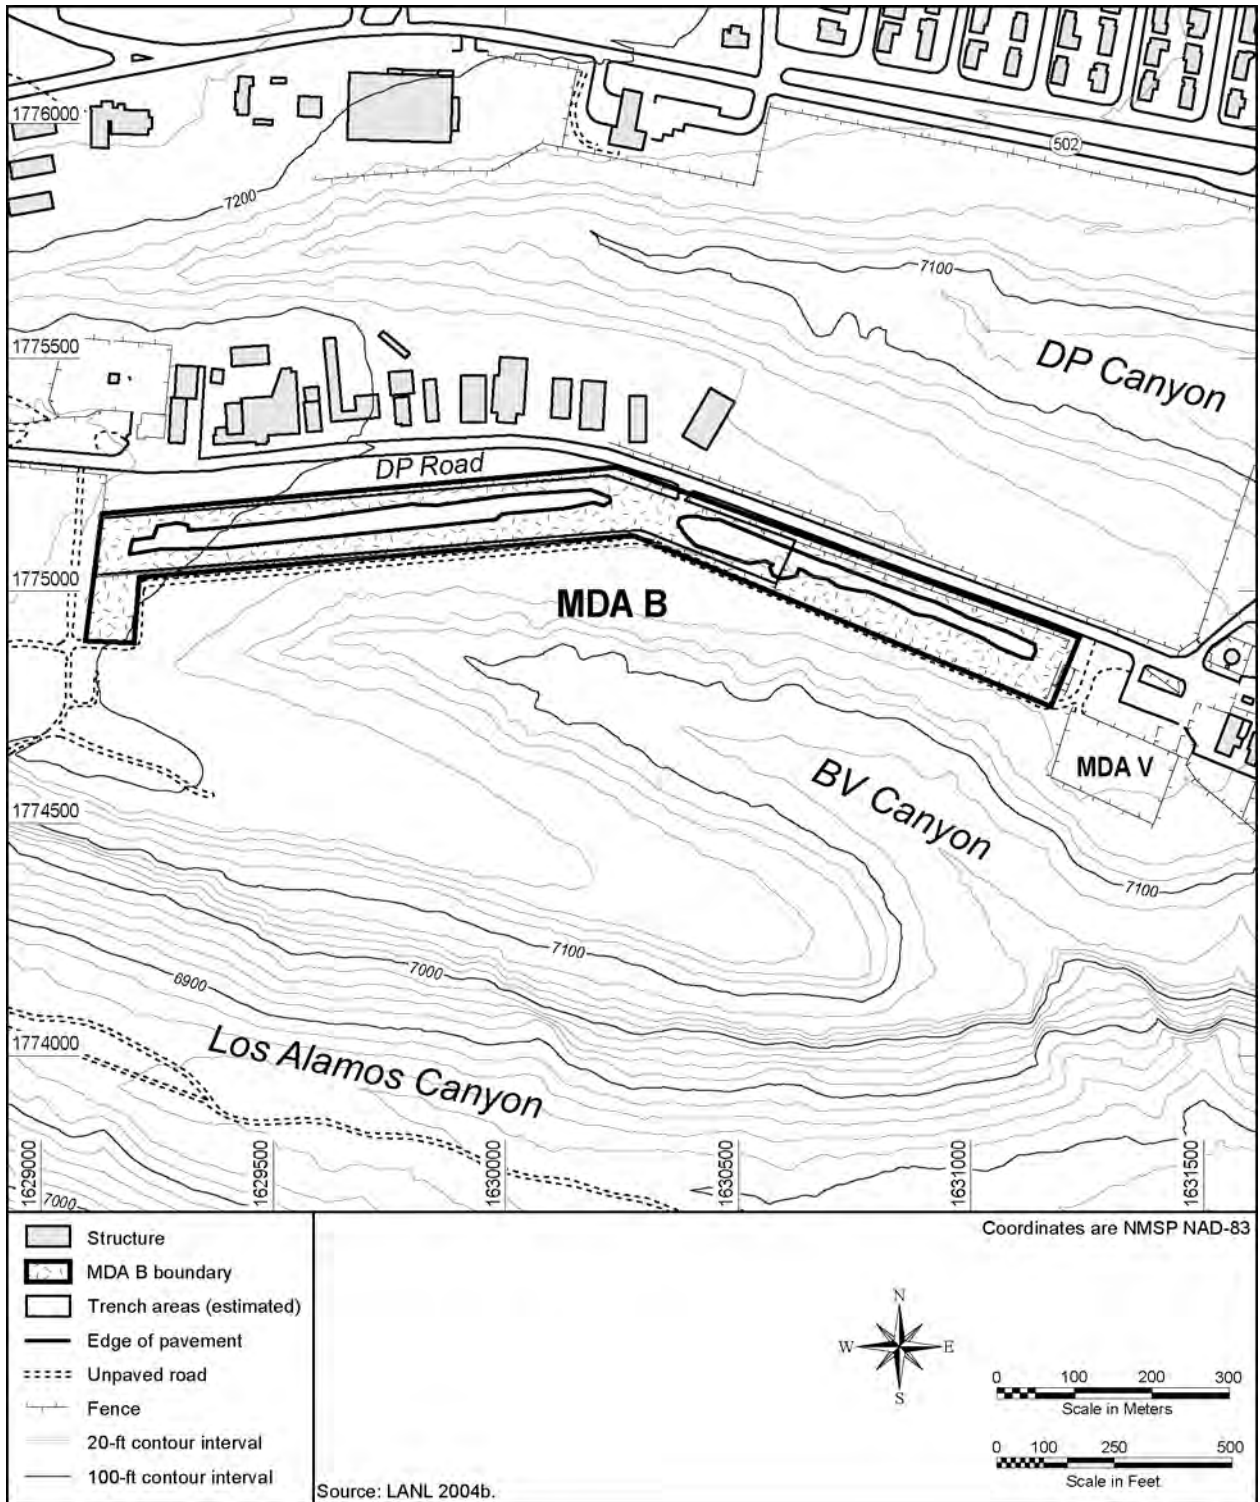 1776000
502
7200
7100
1775500
DP Canyon
DP Road
1775000
MDA B
MDA V
BV Canyon
1774500
7100
7100
7000
6900
1774000
Los Alamos Canyon
7000
1629000
1629500
1630000
1630500
1631000
1631500
Structure
MDA B boundary
Trench areas (estimated)
Edge of pavement
Unpaved road
Fence
20-ft contour interval
100-ft contour interval
Source: LANL 2004b.
Coordinates are NMSP NAD-83
N
W E
S
0 100 200 300
Scale in Meters
0 100 250 500
Scale in Feet